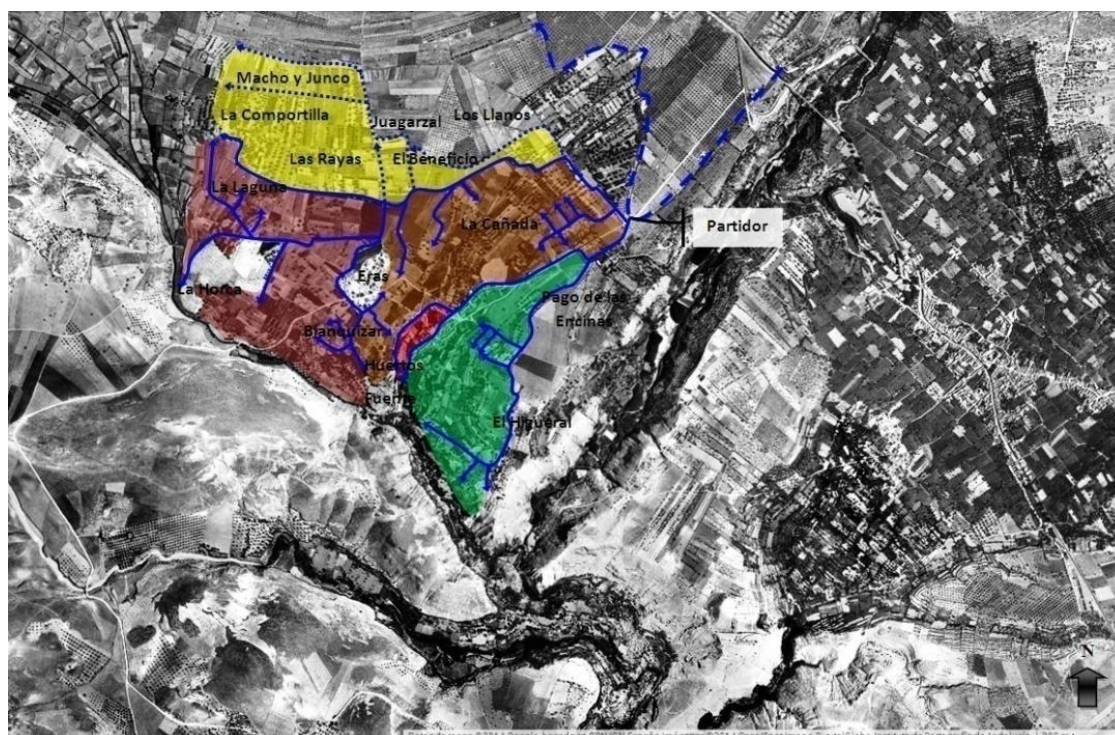 Macho y Junco
La Comportilla
Juagarzal
Los Llanos
Las Rayas
El Beneficio
La Laguna
La Cañada
Partidor
Eras
La Horca
Pago de las
Encinas
Blanquizar
Huertos
Fuente
El Higueral
N